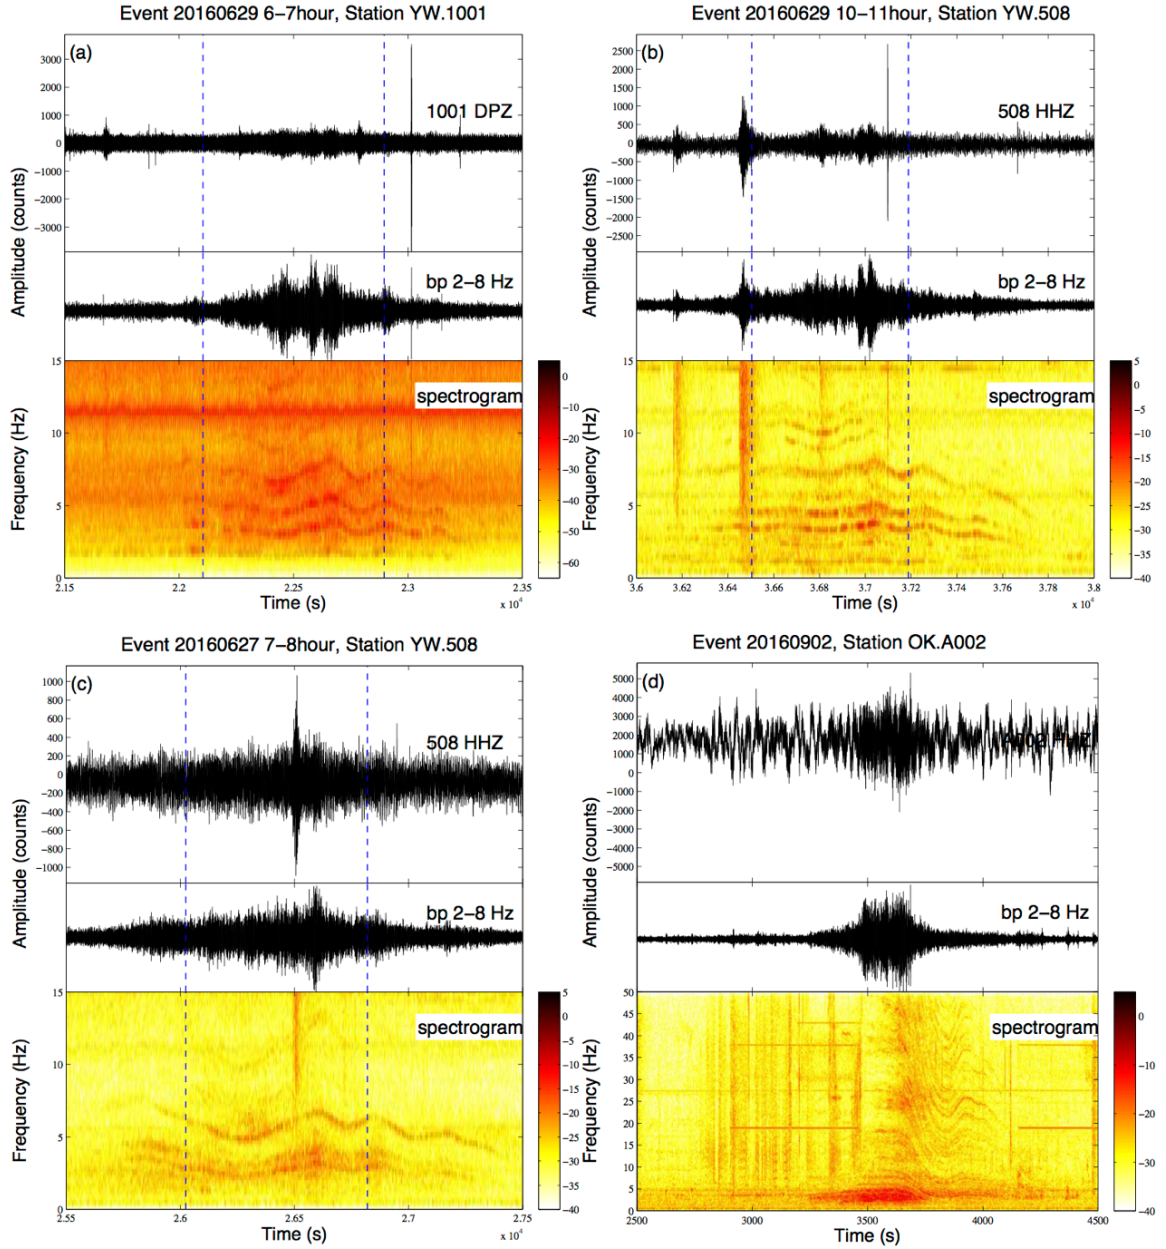 Event 20160629 6-7hour, Station YW.1001
(a)
3000
2000
1000
0
-1000
-2000
-3000
Amplitude (counts)
1001 DPZ
bp 2-8 Hz
15
10
5
0
Frequency (Hz)
spectrogram
0
-10
-20
-30
-40
-50
-60
2.15 2.2 2.25 2.3 2.35
Time (s)
x 10⁴
Event 20160629 10-11hour, Station YW.508
(b)
2500
2000
1500
1000
500
0
-500
-1000
-1500
-2000
-2500
Amplitude (counts)
508 HHZ
bp 2-8 Hz
15
10
5
0
Frequency (Hz)
spectrogram
5
0
-5
-10
-15
-20
-25
-30
-35
-40
3.6 3.62 3.64 3.66 3.68 3.7 3.72 3.74 3.76 3.78 3.8
Time (s)
x 10⁴
Event 20160627 7-8hour, Station YW.508
(c)
1000
800
600
400
200
0
-200
-400
-600
-800
-1000
Amplitude (counts)
508 HHZ
bp 2-8 Hz
15
10
5
0
Frequency (Hz)
spectrogram
5
0
-5
-10
-15
-20
-25
-30
-35
-40
2.55 2.6 2.65 2.7 2.75
Time (s)
x 10⁴
Event 20160902, Station OK.A002
(d)
5000
4000
3000
2000
1000
0
-1000
-2000
-3000
-4000
-5000
Amplitude (counts)
bp 2-8 Hz
50
45
40
35
30
25
20
15
10
5
0
Frequency (Hz)
spectrogram
0
-10
-20
-30
-40
2500 3000 3500 4000 4500
Time (s)